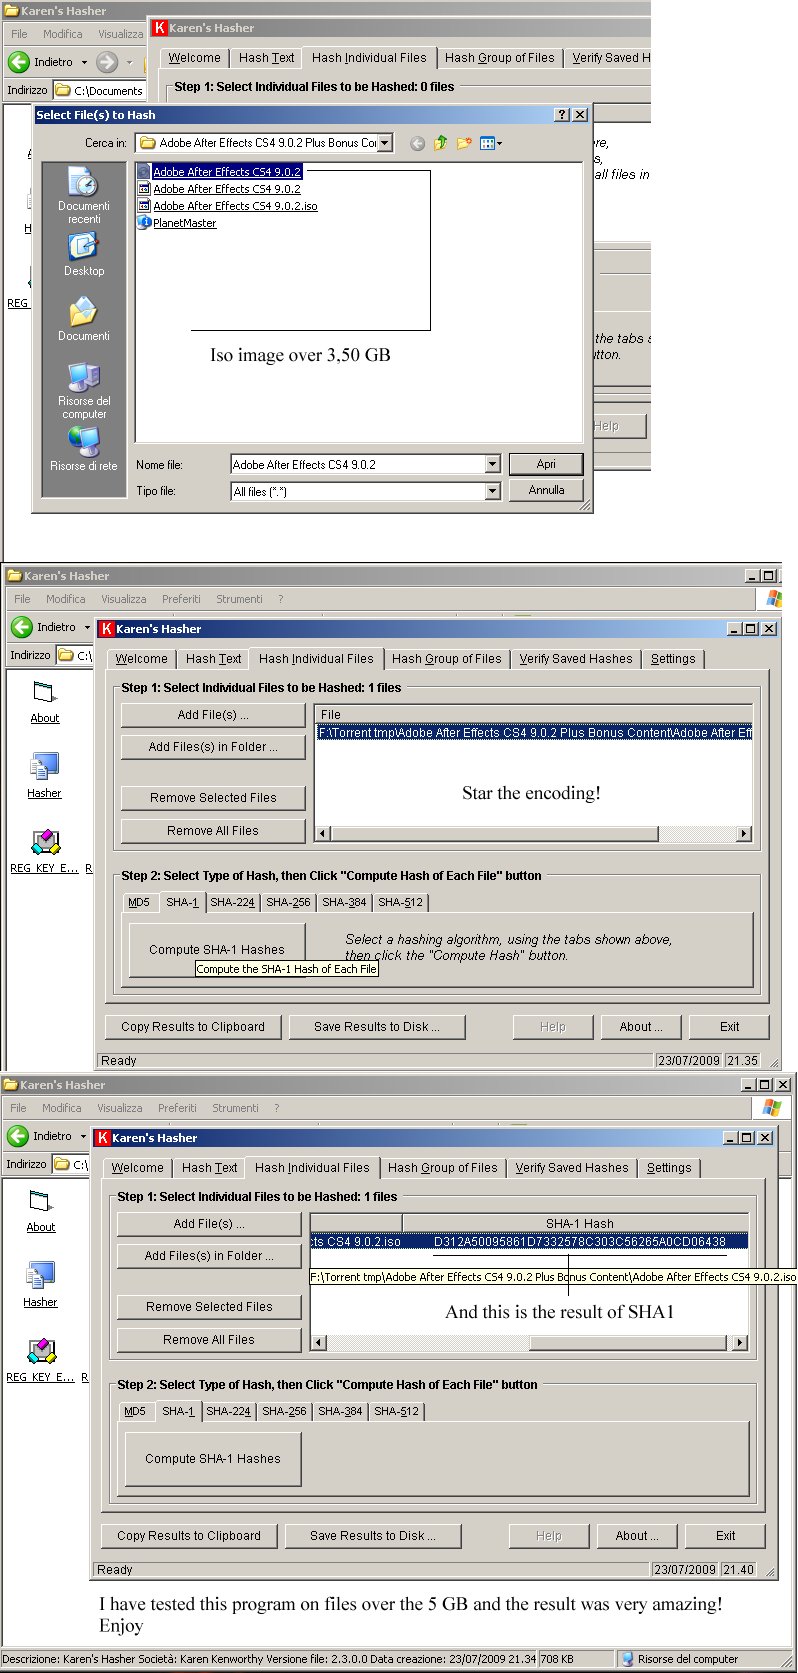 Karen's Hasher
File Modifica Visualizza
Karen's Hasher
Indietro
Welcome Hash Text Hash Individual Files Hash Group of Files Verify Saved H
Indirizzo C:\Documents
Step 1: Select Individual Files to be Hashed: 0 files
Select File(s) to Hash
Cerca in: Adobe After Effects CS4 9.0.2 Plus Bonus Co
Adobe After Effects CS4 9.0.2
Adobe After Effects CS4 9.0.2
Adobe After Effects CS4 9.0.2.iso
PlanetMaster
Documenti
recenti
Desktop
Documenti
Risorse del
computer
Risorse di rete
Iso image over 3,50 GB
all files in
REG
the tabs
tton.
Help
Nome file: Adobe After Effects CS4 9.0.2 Apri
Tipo file: All files (*.*) Annulla
Karen's Hasher
File Modifica Visualizza Preferiti Strumenti ?
Indietro
Karen's Hasher
Indirizzo C:\
Welcome Hash Text Hash Individual Files Hash Group of Files Verify Saved Hashes Settings
Step 1: Select Individual Files to be Hashed: 1 files
Add File(s) ... File
F:\Torrent tmp\Adobe After Effects CS4 9.0.2 Plus Bonus Content\Adobe After Eff
Add Files(s) in Folder ...
Remove Selected Files
Star the encoding!
Remove All Files
About
Hasher
REG KEY E... R
Step 2: Select Type of Hash, then Click "Compute Hash of Each File" button
MD5 SHA-1 SHA-224 SHA-256 SHA-384 SHA-512
Compute SHA-1 Hashes
Select a hashing algorithm, using the tabs shown above,
then click the "Compute Hash" button.
Compute the SHA-1 Hash of Each File
Copy Results to Clipboard Save Results to Disk ... Help About ... Exit
Ready 23/07/2009 21.35
Karen's Hasher
File Modifica Visualizza Preferiti Strumenti ?
Indietro
Karen's Hasher
Indirizzo C:\
Welcome Hash Text Hash Individual Files Hash Group of Files Verify Saved Hashes Settings
Step 1: Select Individual Files to be Hashed: 1 files
Add File(s) ... SHA-1 Hash
cts CS4 9.0.2.iso D312A50095861D7332578C303C56265A0CD06438
Add Files(s) in Folder ...
F:\Torrent tmp\Adobe After Effects CS4 9.0.2 Plus Bonus Content\Adobe After Effects CS4 9.0.2.iso
Remove Selected Files
And this is the result of SHA1
Remove All Files
About
Hasher
REG KEY E... R
Step 2: Select Type of Hash, then Click "Compute Hash of Each File" button
MD5 SHA-1 SHA-224 SHA-256 SHA-384 SHA-512
Compute SHA-1 Hashes
Copy Results to Clipboard Save Results to Disk ... Help About ... Exit
Ready 23/07/2009 21.40
I have tested this program on files over the 5 GB and the result was very amazing!
Enjoy
Descrizione: Karen's Hasher Società: Karen Kenworthy Versione file: 2.3.0.0 Data creazione: 23/07/2009 21.34 708 KB Risorse del computer